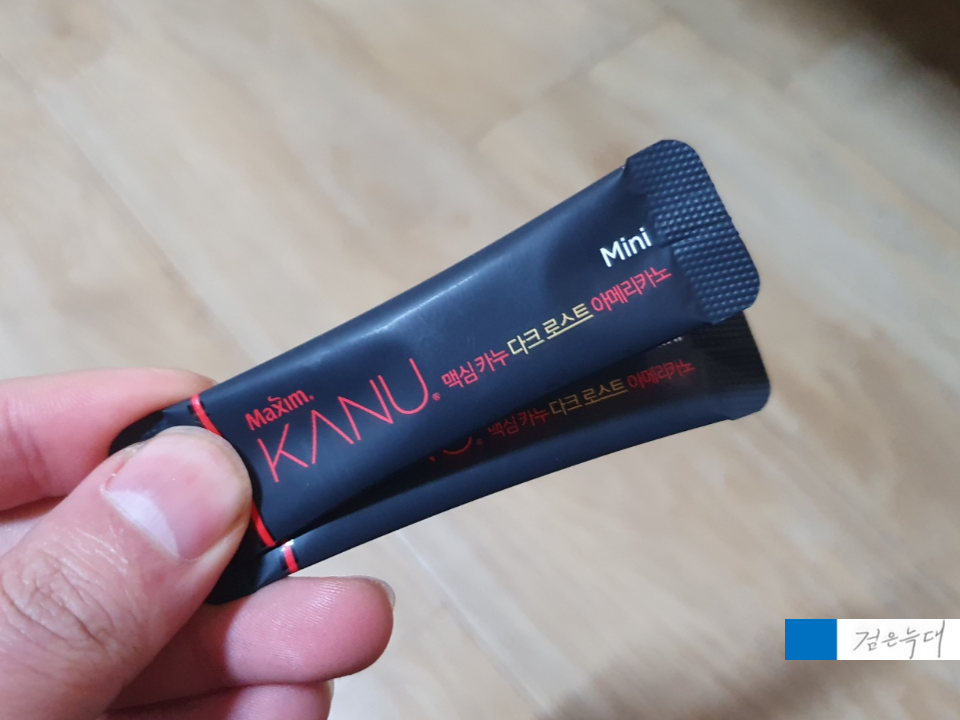 Mini
Maxim.
KANU®
맥심 카누 다크 로스트 아메리카노
맥심 카누 다크 로스트 아메리카노
검은늑대